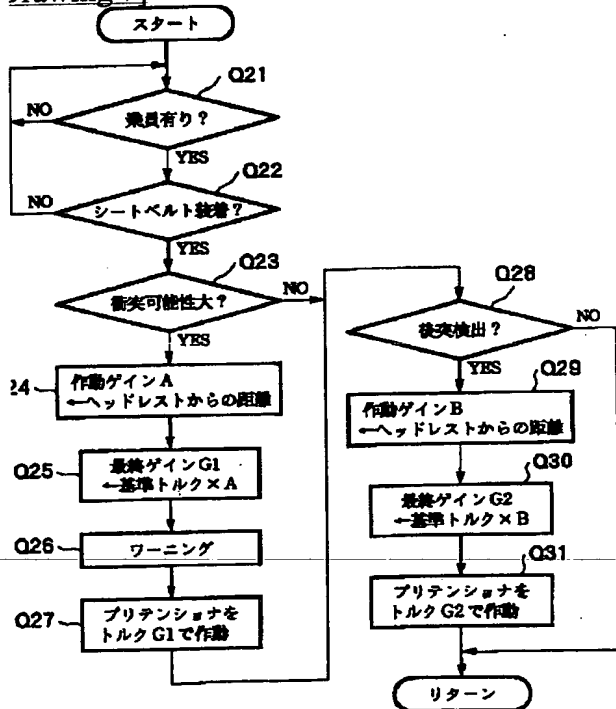 スタート
Q21
乗員有り？
NO
YES
Q22
シートベルト装着？
NO
YES
Q23
衝突可能性大？
NO
YES
24
作動ゲインA
←ヘッドレストからの距離
Q25
最終ゲインG1
←基準トルク×A
Q26
ワーニング
Q27
プリテンショナを
トルクG1で作動
Q28
後突検出？
NO
YES
Q29
作動ゲインB
←ヘッドレストからの距離
Q30
最終ゲインG2
←基準トルク×B
Q31
プリテンショナを
トルクG2で作動
リターン